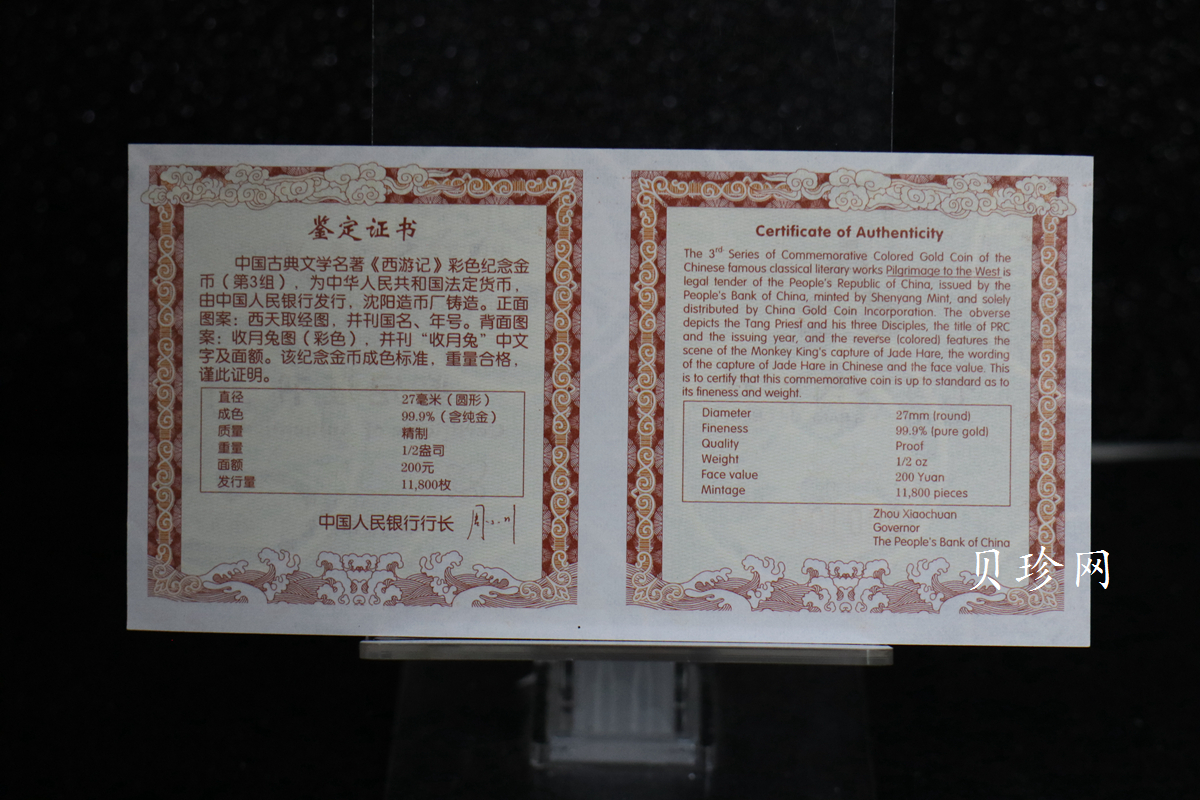 鉴定证书
中国古典文学名著《西游记》彩色纪念金
币（第3组），为中华人民共和国法定货币，
由中国人民银行发行，沈阳造币厂铸造。正面
图案：西天取经图，并刊国名、年号。背面图
案：收月兔图（彩色），并刊“收月兔”中文
字及面额。该纪念金币成色标准，重量合格，
谨此证明。
直径 27毫米（圆形）
成色 99.9%（含纯金）
质量 精制
重量 1/2盎司
面额 200元
发行量 11,800枚
中国人民银行行长
Certificate of Authenticity
The 3rd Series of Commemorative Colored Gold Coin of the
Chinese famous classical literary works Pilgrimage to the West is
legal tender of the People's Republic of China, issued by the
People's Bank of China, minted by Shenyang Mint, and solely
distributed by China Gold Coin Incorporation. The obverse
depicts the Tang Priest and his three Disciples, the title of PRC
and the issuing year, and the reverse (colored) features the
scene of the Monkey King's capture of Jade Hare, the wording
of the capture of Jade Hare in Chinese and the face value. This
is to certify that this commemorative coin is up to standard as to
its fineness and weight.
Diameter 27mm (round)
Fineness 99.9% (pure gold)
Quality Proof
Weight 1/2 oz
Face value 200 Yuan
Mintage 11,800 pieces
Zhou Xiaochuan
Governor
The People's Bank of China
贝珍网